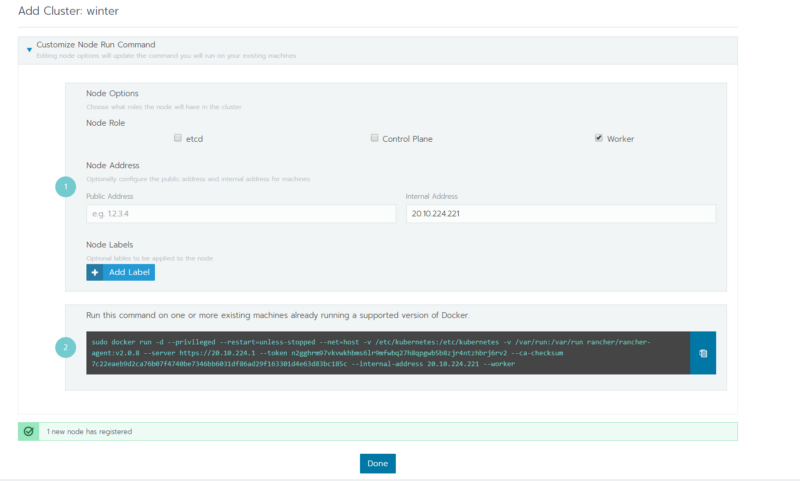 Add Cluster: winter
Customize Node Run Command
Editing node options will update the command you will run on your existing machines
Node Options
Choose what roles the node will have in the cluster
Node Role
etcd
Control Plane
Worker
Node Address
Optionally configure the public address and internal address for machines
1
Public Address
Internal Address
e.g. 1.2.3.4
20.10.224.221
Node Labels
Optional lables to be applied to the node
+ Add Label
Run this command on one or more existing machines already running a supported version of Docker.
2
sudo docker run -d --privileged --restart=unless-stopped --net=host -v /etc/kubernetes:/etc/kubernetes -v /var/run:/var/run rancher/rancher-
agent:v2.0.8 --server https://20.10.224.1 --token n2gghrm97vkvwkhbms6lr9mfwbq27h8qpgwb5b8zjr4ntzhbrj6rv2 --ca-checksum
7c22eaeb9d2ca76b07f4740be7346bb6031df86ad29f163301d4e63d83bc185c --internal-address 20.10.224.221 --worker
1 new node has registered
Done